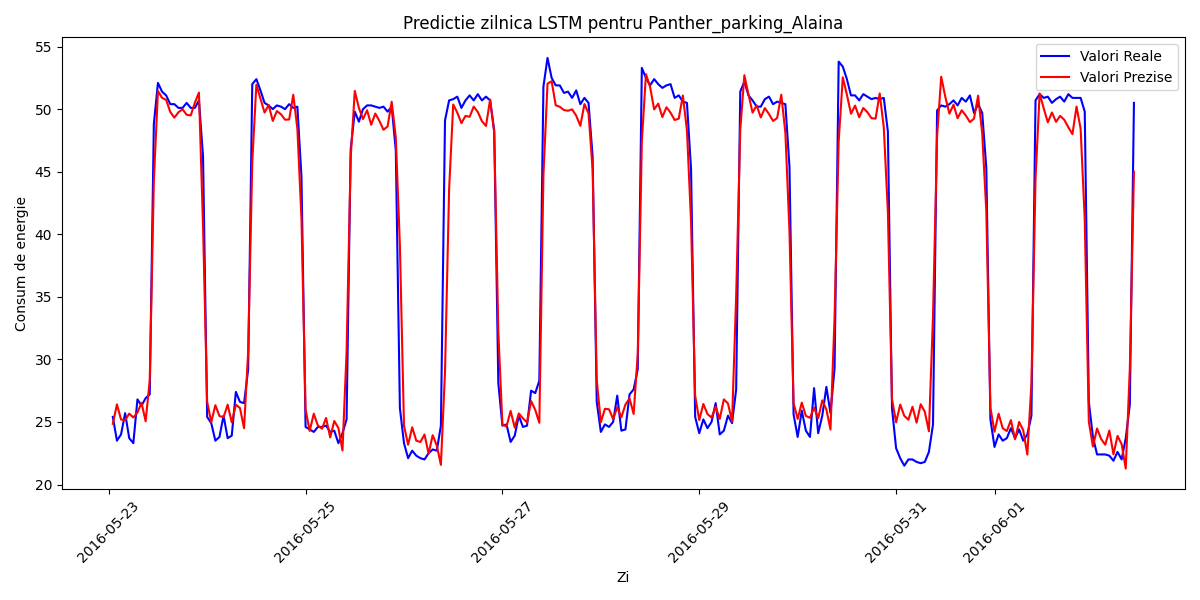 Predictie zilnica LSTM pentru Panther_parking_Alaina
Valori Reale
Valori Prezise
Consum de energie
55
50
45
40
35
30
25
20
2016-05-23
2016-05-25
2016-05-27
2016-05-29
2016-05-31
2016-06-01
Zi